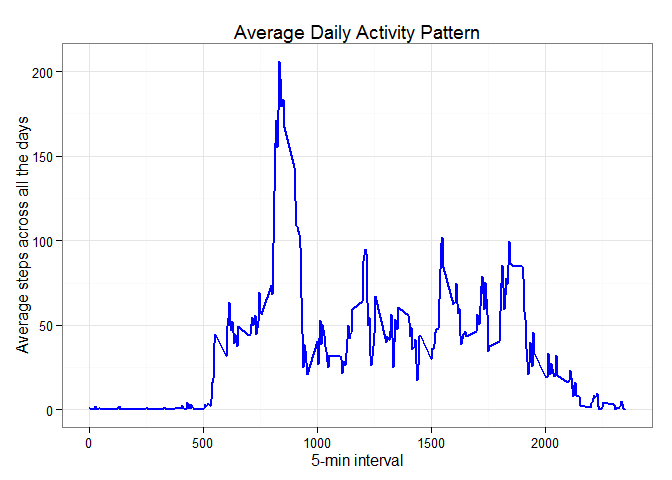 Average Daily Activity Pattern
Average steps across all the days
200
150
100
50
0
0 500 1000 1500 2000
5-min interval